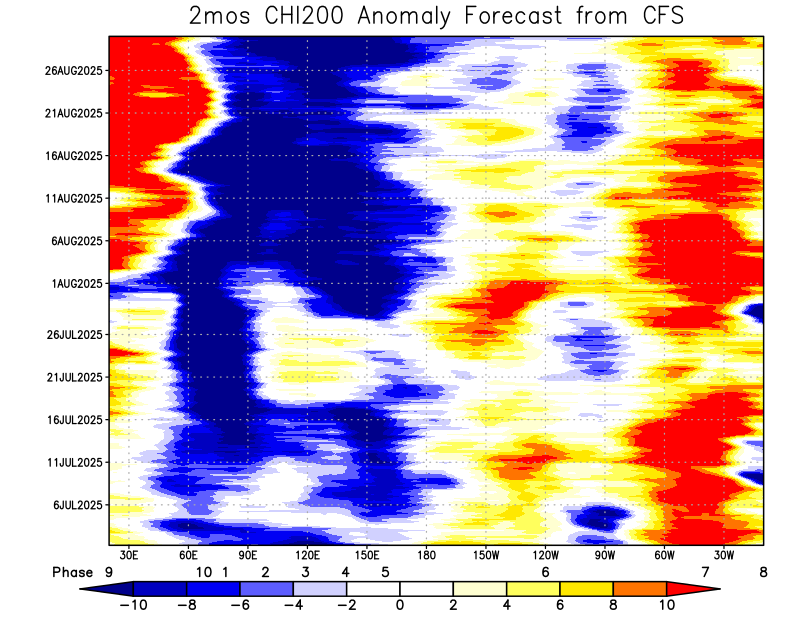 2mos CHI200 Anomaly Forecast from CFS
26AUG2025
21AUG2025
16AUG2025
11AUG2025
6AUG2025
1AUG2025
26JUL2025
21JUL2025
16JUL2025
11JUL2025
6JUL2025
30E 60E 90E 120E 150E 180 150W 120W 90W 60W 30W
Phase 9 10 1 2 3 4 5 6 7 8
-10 -8 -6 -4 -2 0 2 4 6 8 10